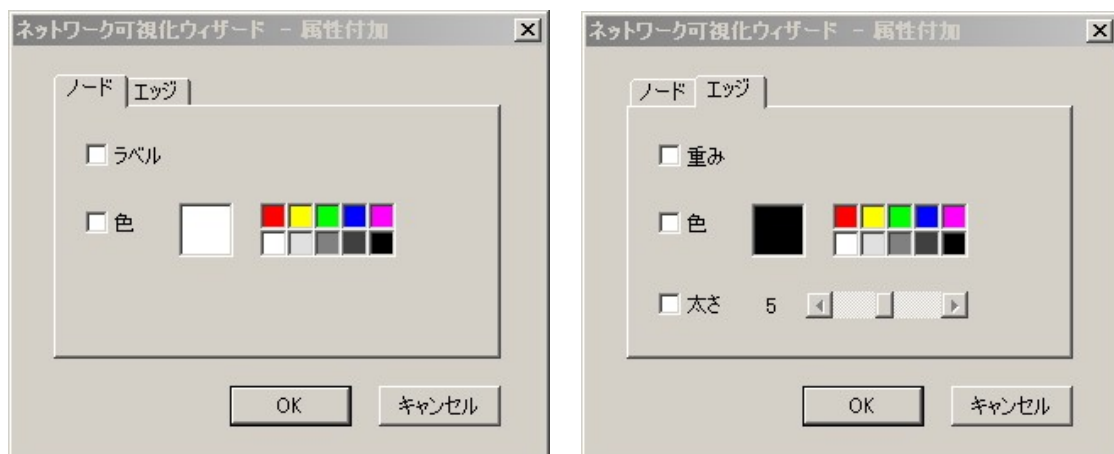 ネットワーク可視化ウィザード － 属性付加
ノード エッジ
ラベル
色
OK キャンセル
ネットワーク可視化ウィザード － 属性付加
ノード エッジ
重み
色
太さ 5
OK キャンセル